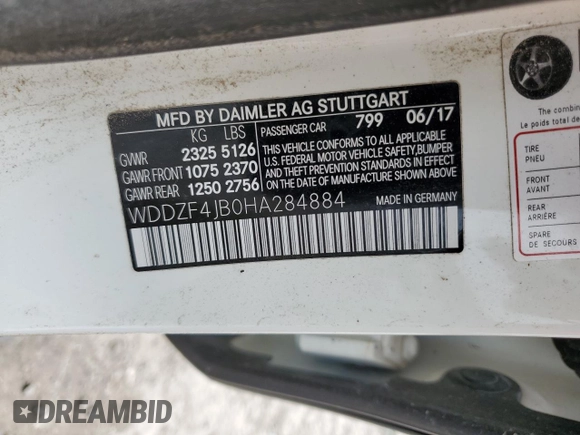 MFD BY DAIMLER AG STUTTGART
KG LBS
PASSENGER CAR 799 06/17
GVWR 2325 5126
GAWR FRONT 1075 2370
GAWR REAR 1250 2756
THIS VEHICLE CONFORMS TO ALL APPLICABLE
U.S. FEDERAL MOTOR VEHICLE SAFETY,BUMPER
AND THEFT PREVENTION STANDARDS IN EFFECT
ON THE DATE OF MANUFACTURE SHOWN ABOVE.
WDDZF4JB0HA284884
MADE IN GERMANY
The combin
Le poids total de
TIRE
PNEU
FRONT
AVANT
REAR
ARRIÈRE
SPARE
DE SECOURS
DREAMBID